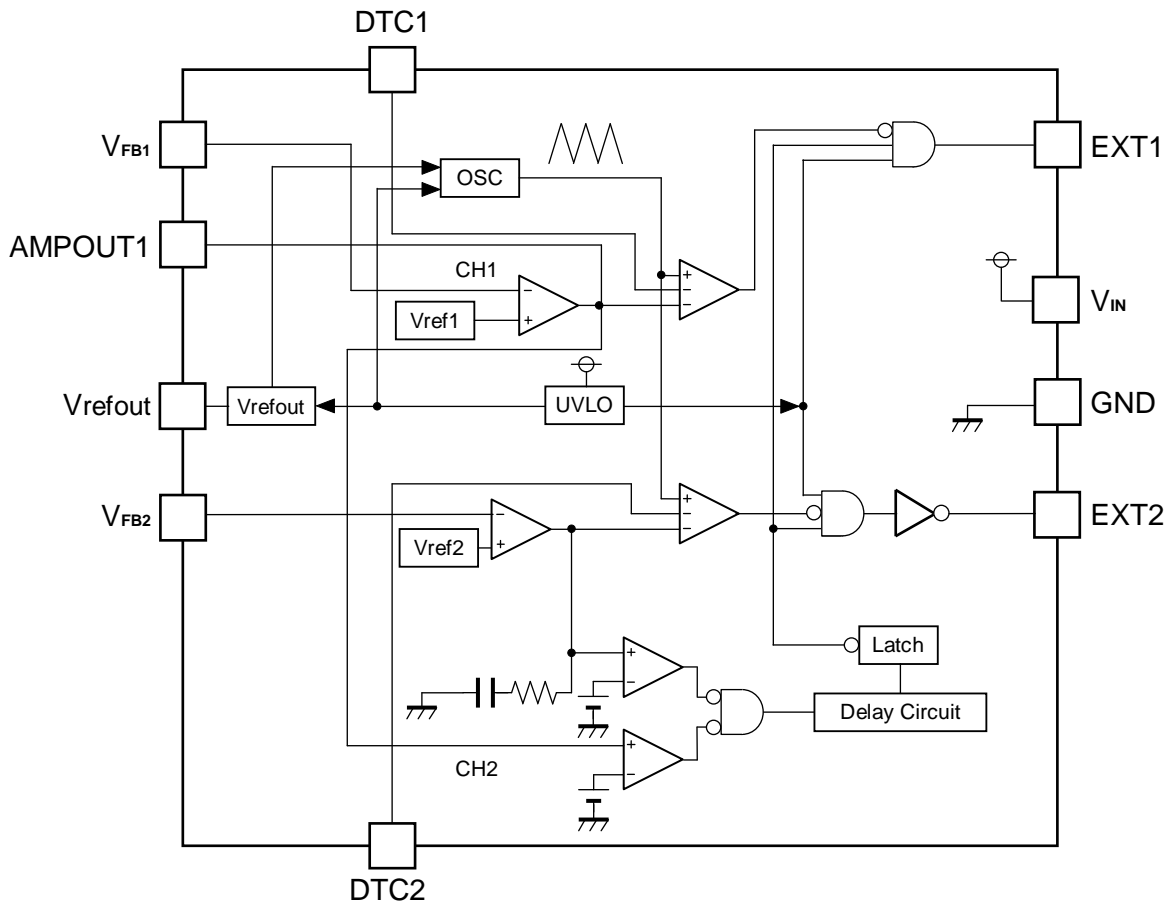 DTC1
VFB1
EXT1
OSC
AMPOUT1
CH1
+
−
−
−
+
Vref1
VIN
Vrefout
Vrefout
UVLO
GND
VFB2
+
−
−
−
+
Vref2
EXT2
Latch
+
−
Delay Circuit
+
−
CH2
DTC2